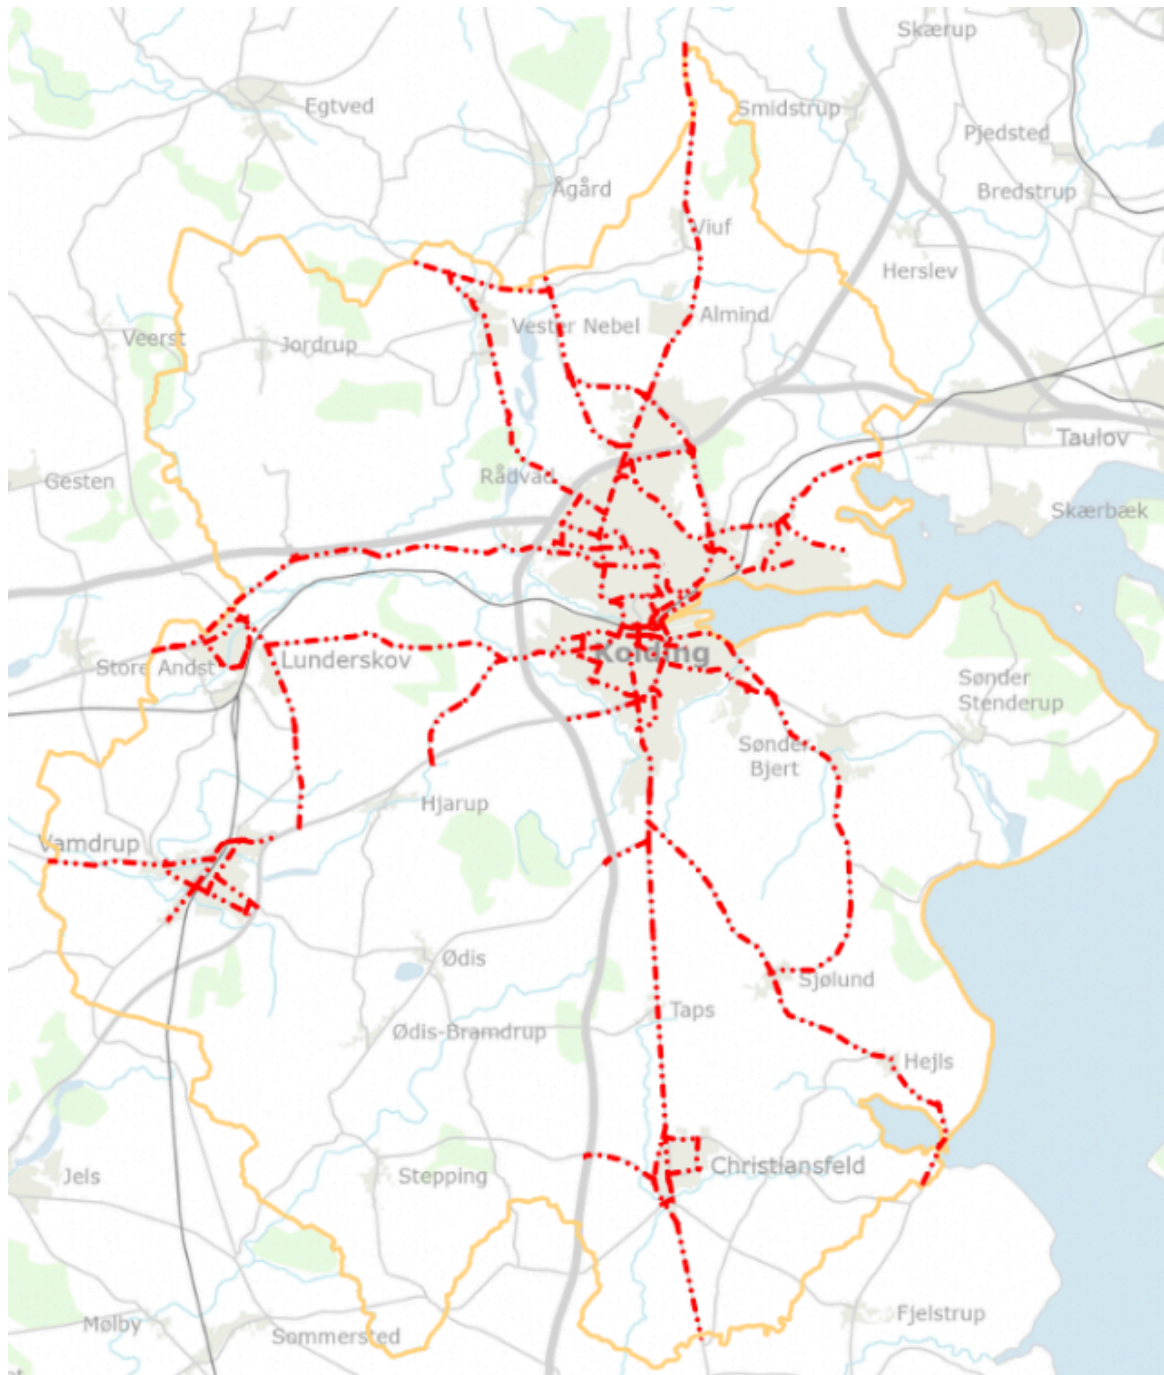 Skærup
Egtved
Smidstrup
Pjedsted
Ågård
Bredstrup
Viuf
Herslev
Vester Nebel
Almind
Veerst
Jordrup
Taulov
Rådvad
Gesten
Skærbæk
Kolding
Lunderskov
Store Andst
Sønder
Stenderup
Sønder
Bjert
Hjarup
Vamdrup
Ødis
Sjølund
Taps
Ødis-Bramdrup
Hejls
Christiansfeld
Jels
Stepping
Fjelstrup
Mølby
Sommersted